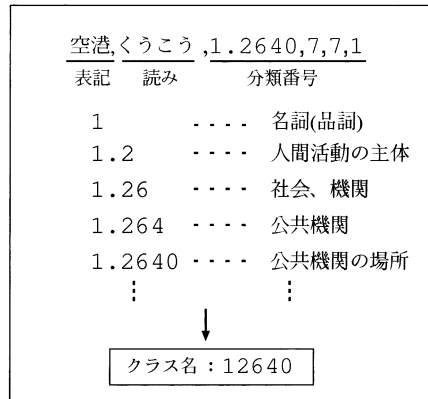 空港,くうこう,1.2640,7,7,1
表記 読み 分類番号
1 ---- 名詞(品詞)
1.2 ---- 人間活動の主体
1.26 ---- 社会、機関
1.264 ---- 公共機関
1.2640 ---- 公共機関の場所
クラス名：12640